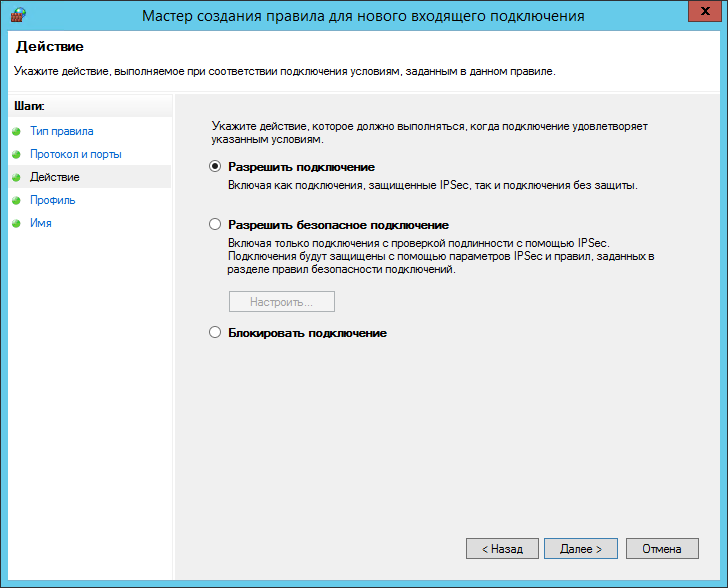 Мастер создания правила для нового входящего подключения
x
Действие
Укажите действие, выполняемое при соответствии подключения условиям, заданным в данном правиле.
Шаги:
Тип правила
Протокол и порты
Действие
Профиль
Имя
Укажите действие, которое должно выполняться, когда подключение удовлетворяет
указанным условиям.
Разрешить подключение
Включая как подключения, защищенные IPSec, так и подключения без защиты.
Разрешить безопасное подключение
Включая только подключения с проверкой подлинности с помощью IPSec.
Подключения будут защищены с помощью параметров IPSec и правил, заданных в
разделе правил безопасности подключений.
Настроить...
Блокировать подключение
< Назад
Далее >
Отмена